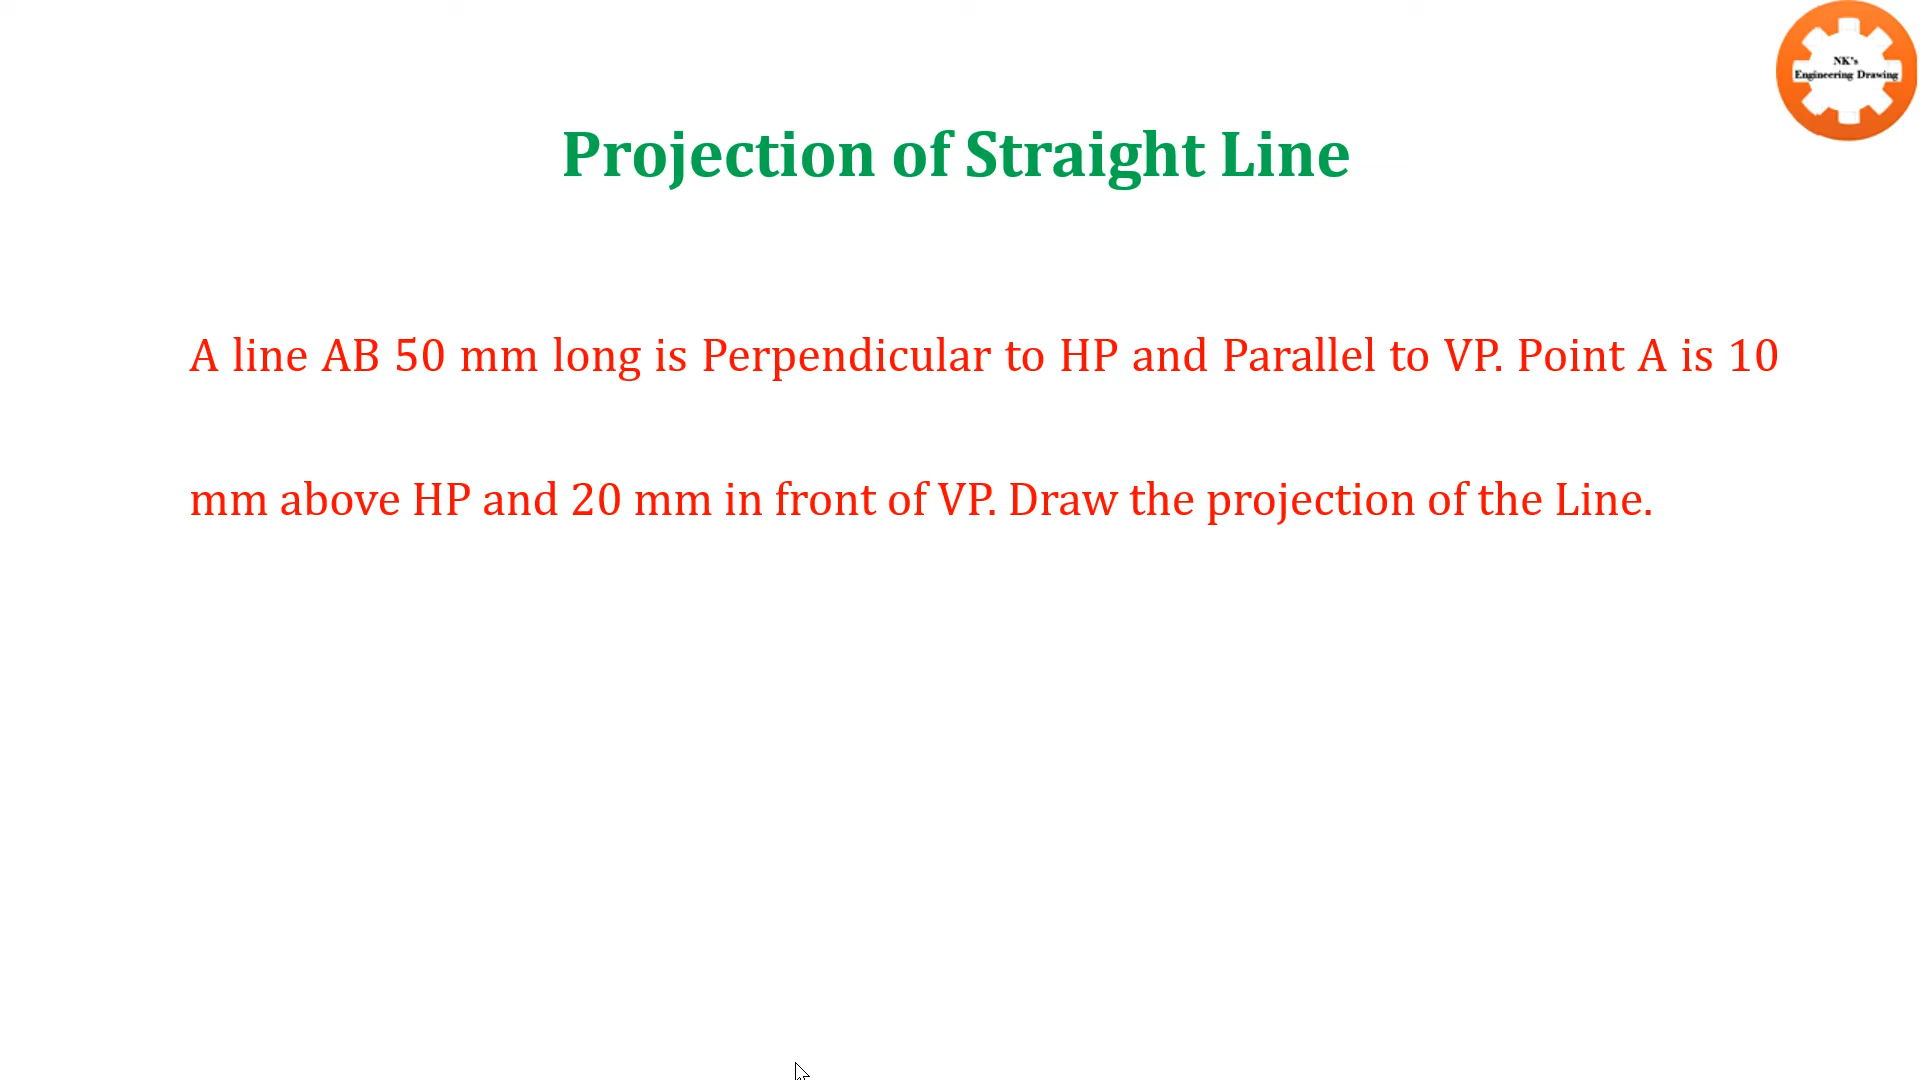 NK's
Engineering Drawing
Projection of Straight Line
A line AB 50 mm long is Perpendicular to HP and Parallel to VP. Point A is 10
mm above HP and 20 mm in front of VP. Draw the projection of the Line.